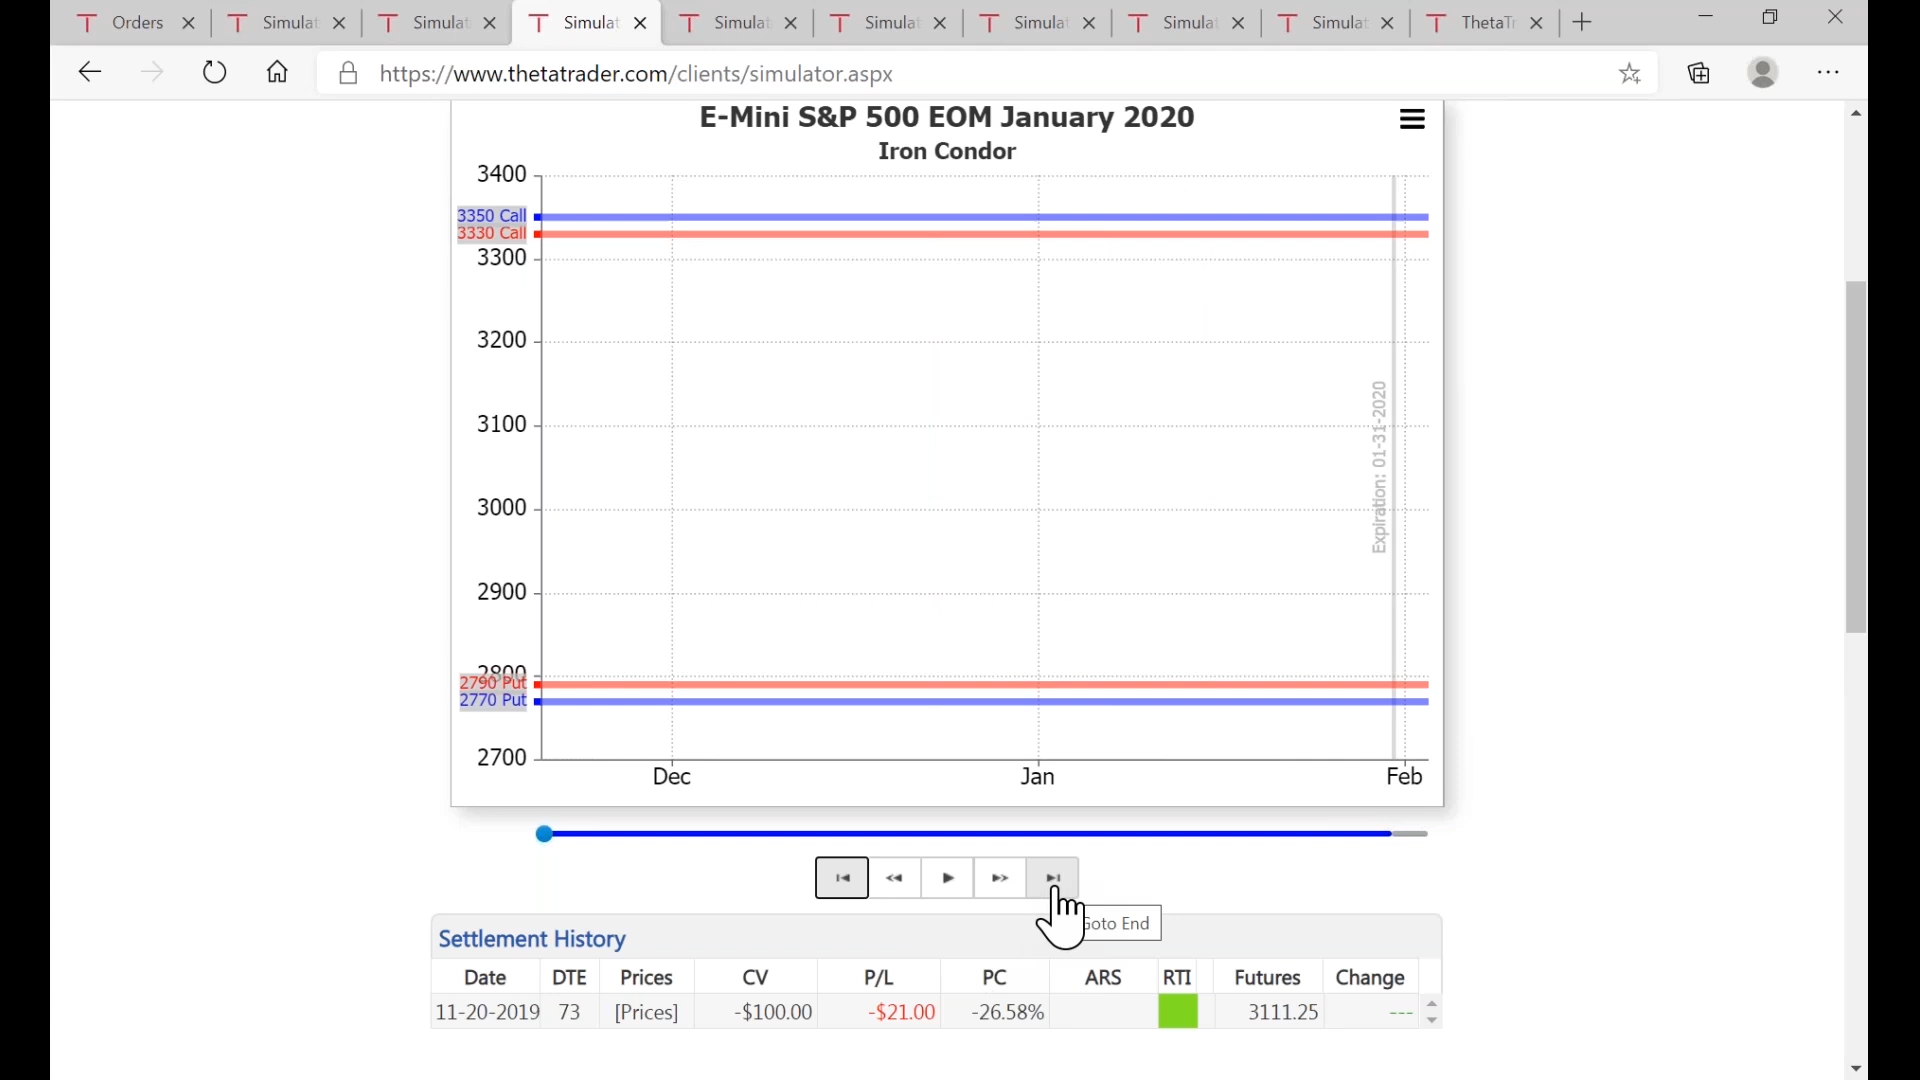 Orders
Simulat
Simulat
Simulat
Simulat
Simulat
Simulat
Simulat
Simulat
ThetaTr
https://www.thetatrader.com/clients/simulator.aspx
E-Mini S&P 500 EOM January 2020
Iron Condor
3400
3350 Call
3330 Call
3300
3200
3100
3000
2900
2800
2790 Put
2770 Put
2700
Expiration: 01-31-2020
Dec Jan Feb
Goto End
Settlement History
Date DTE Prices CV P/L PC ARS RTI Futures Change
11-20-2019 73 [Prices] -$100.00 -$21.00 -26.58% 3111.25 ---